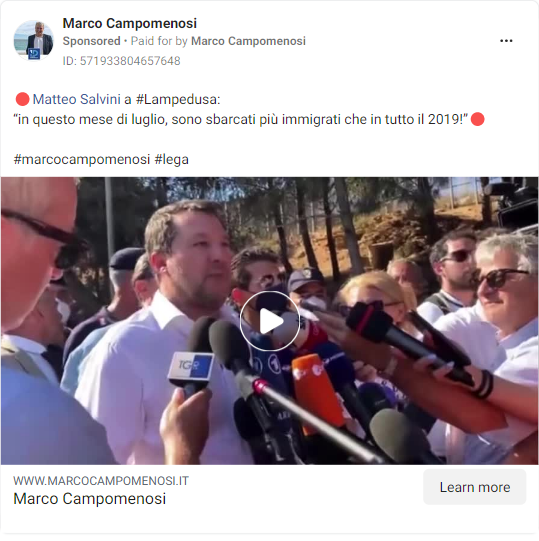 Marco Campomenosi
Sponsored • Paid for by Marco Campomenosi
ID: 571933804657648
🔴Matteo Salvini a #Lampedusa:
"in questo mese di luglio, sono sbarcati più immigrati che in tutto il 2019!"🔴
#marcocampomenosi #lega
TGR
WWW.MARCOCAMPOMENOSI.IT
Marco Campomenosi
Learn more